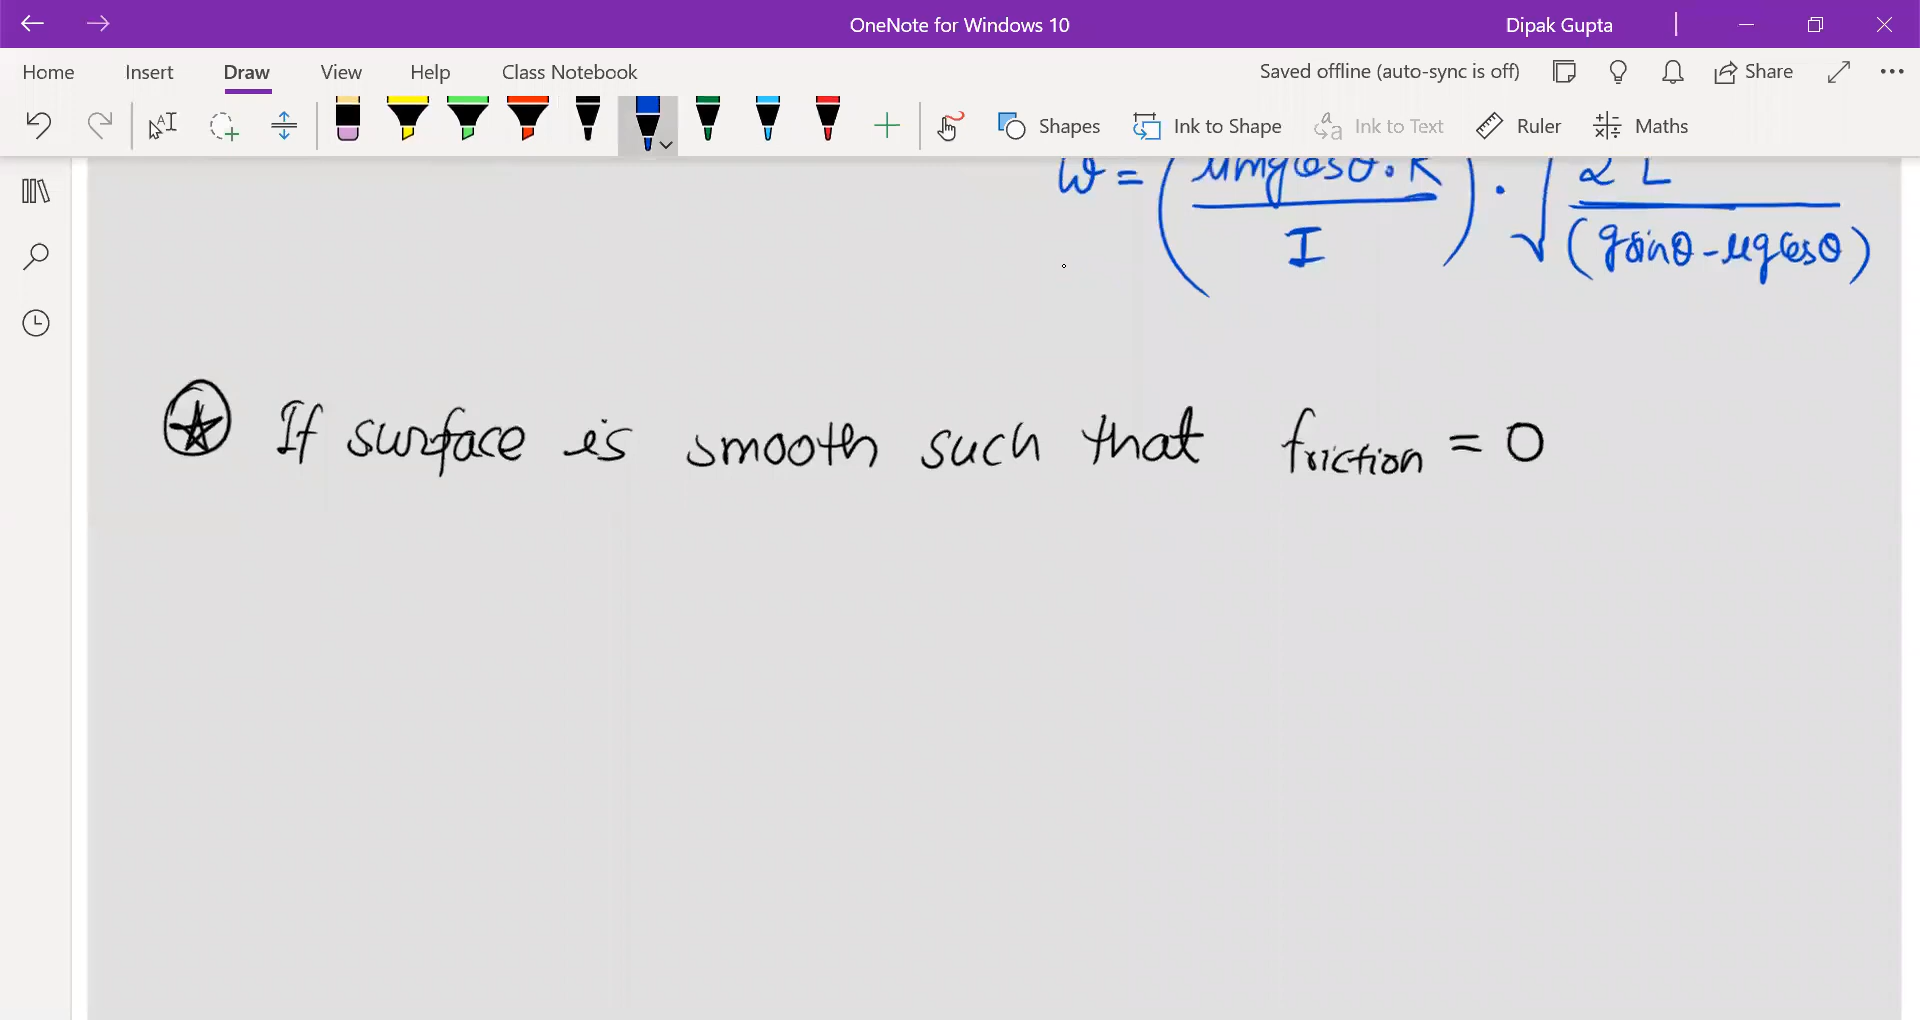 OneNote for Windows 10
Dipak Gupta
Home Insert Draw View Help Class Notebook
Saved offline (auto-sync is off) Share
Shapes Ink to Shape Ink to Text Ruler Maths
ω = (μmgcosθ.R / I) . √(2L / (gsinθ-μgcosθ))
If surface is smooth such that friction = 0